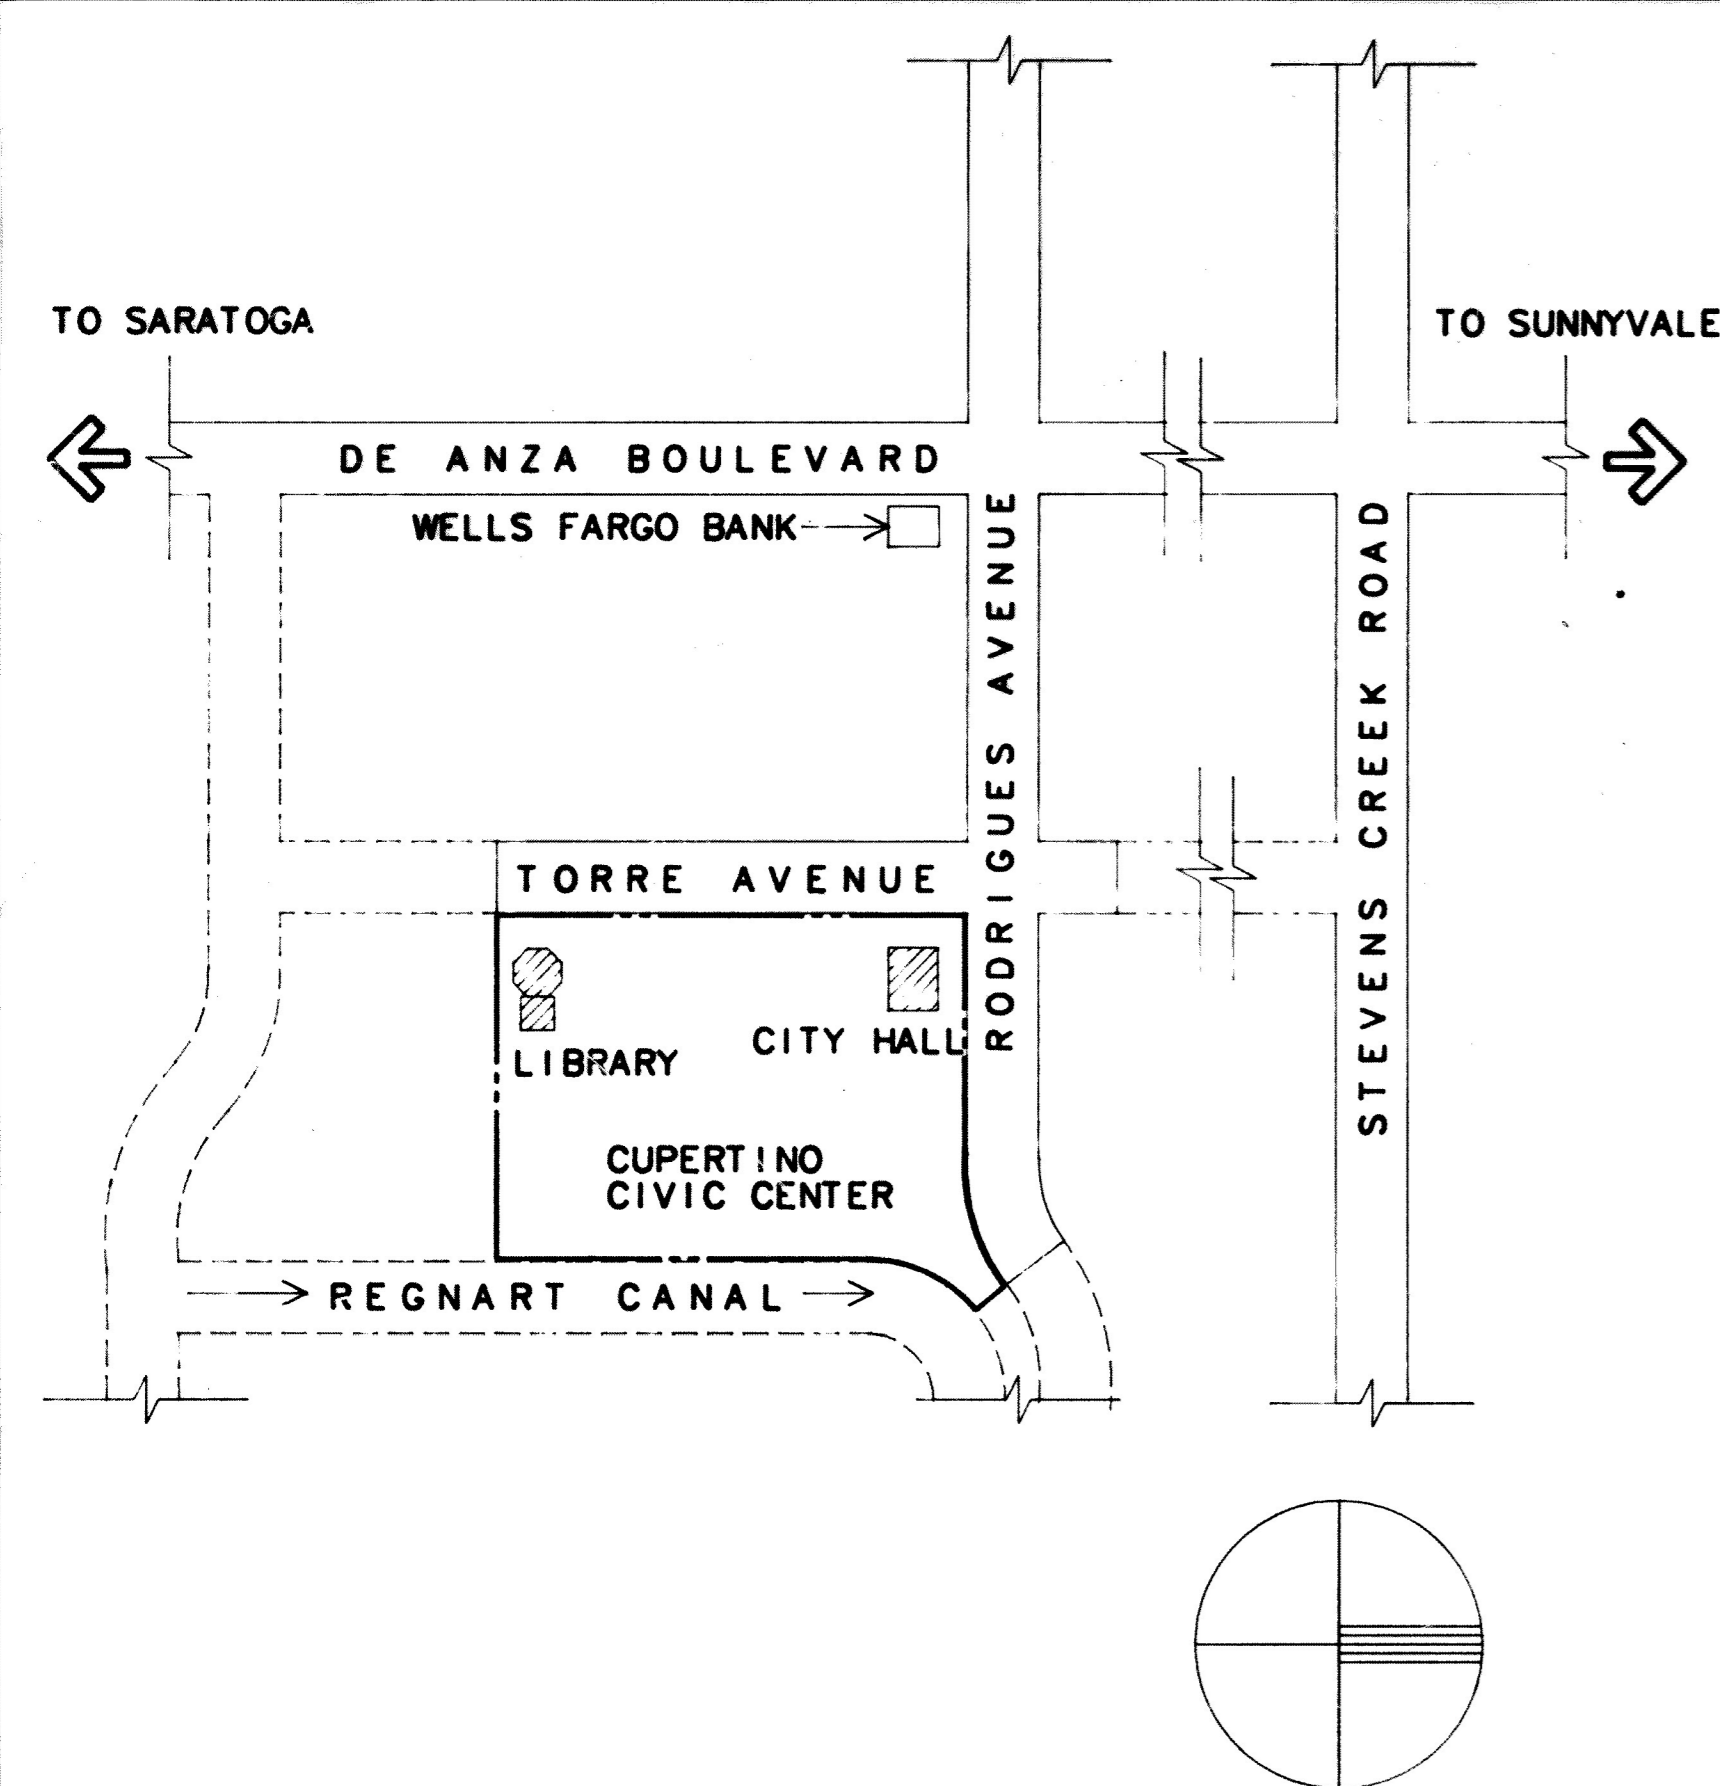 TO SARATOGA
TO SUNNYVALE
DE ANZA BOULEVARD
WELLS FARGO BANK
RODRIGUES AVENUE
STEVENS CREEK ROAD
TORRE AVENUE
CITY HALL
LIBRARY
CUPERTINO
CIVIC CENTER
REGNART CANAL